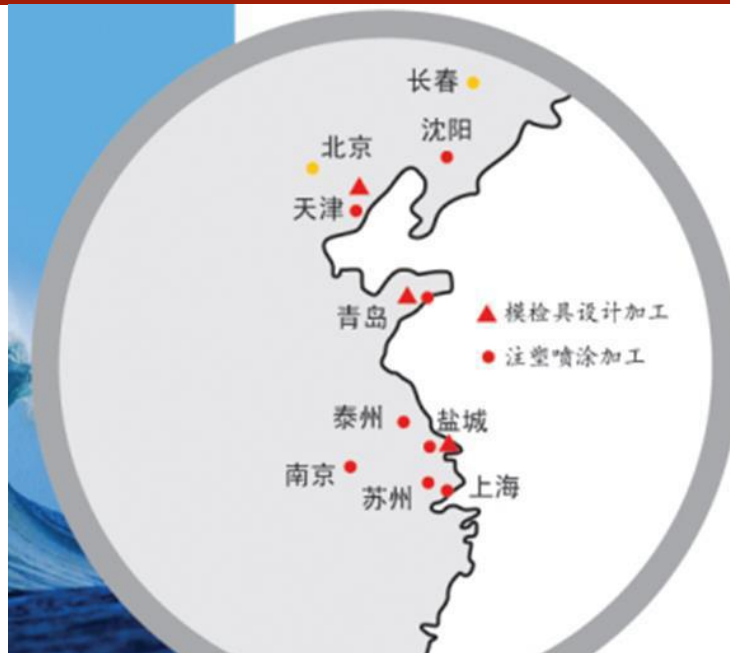 长春
沈阳
北京
天津
青岛
模检具设计加工
注塑喷涂加工
泰州
盐城
南京
苏州
上海